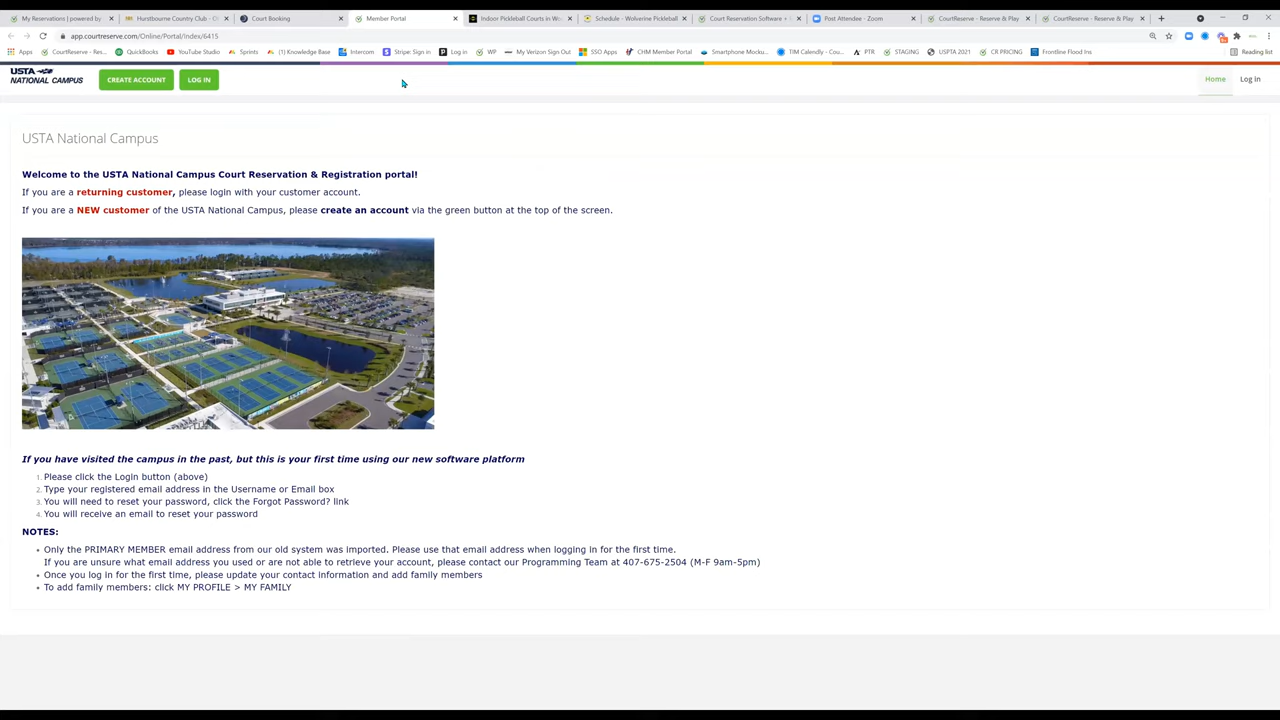 My Reservations | powered by
Hurstbourne Country Club - 
Court Booking
Member Portal
Indoor Pickleball Courts in Wo
Schedule - Wolverine Pickleball
Court Reservation Software +
Post Attendee - Zoom
CourtReserve - Reserve & Play
CourtReserve - Reserve & Play
app.courtreserve.com/Online/Portal/Index/6415
Apps
CourtReserve - Res...
QuickBooks
YouTube Studio
Sprints
(1) Knowledge Base
Intercom
Stripe: Sign in
Log in
WP
My Verizon Sign Out
SSO Apps
CHM Member Portal
Smartphone Mocku...
TIM Calendly - Cou...
PTR.
STAGING
USPTA 2021
CR PRICING
Frontline Flood Ins
Reading list
USTA
NATIONAL CAMPUS
CREATE ACCOUNT
LOG IN
Home
Log in
USTA National Campus
Welcome to the USTA National Campus Court Reservation & Registration portal!
If you are a returning customer, please login with your customer account.
If you are a NEW customer of the USTA National Campus, please create an account via the green button at the top of the screen.
If you have visited the campus in the past, but this is your first time using our new software platform
1. Please click the Login button (above)
2. Type your registered email address in the Username or Email box
3. You will need to reset your password, click the Forgot Password? link
4. You will receive an email to reset your password
NOTES:
• Only the PRIMARY MEMBER email address from our old system was imported. Please use that email address when logging in for the first time.
If you are unsure what email address you used or are not able to retrieve your account, please contact our Programming Team at 407-675-2504 (M-F 9am-5pm)
• Once you log in for the first time, please update your contact information and add family members
• To add family members: click MY PROFILE > MY FAMILY